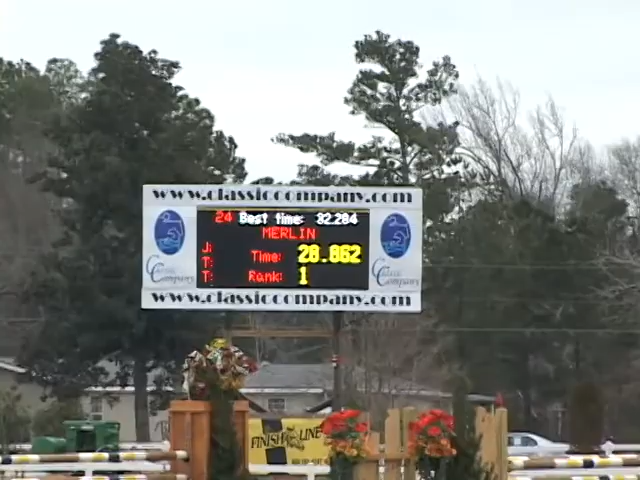 www.classiccompany.com
24 Best time: 32.284
MERLIN
J:
T: Time: 28.862
T: Rank: 1
Classic Company
Classic Company
www.classiccompany.com
FINISH LINE